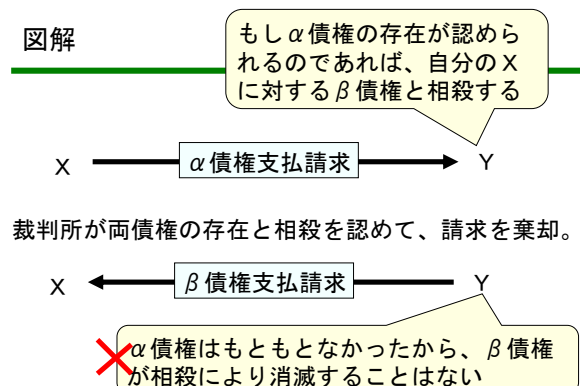 図解
もしα債権の存在が認めら
れるのであれば、自分のX
に対するβ債権と相殺する
X
α債権支払請求
Y
裁判所が両債権の存在と相殺を認めて、請求を棄却。
X
β債権支払請求
Y
α債権はもともとなかったから、β債権
が相殺により消滅することはない